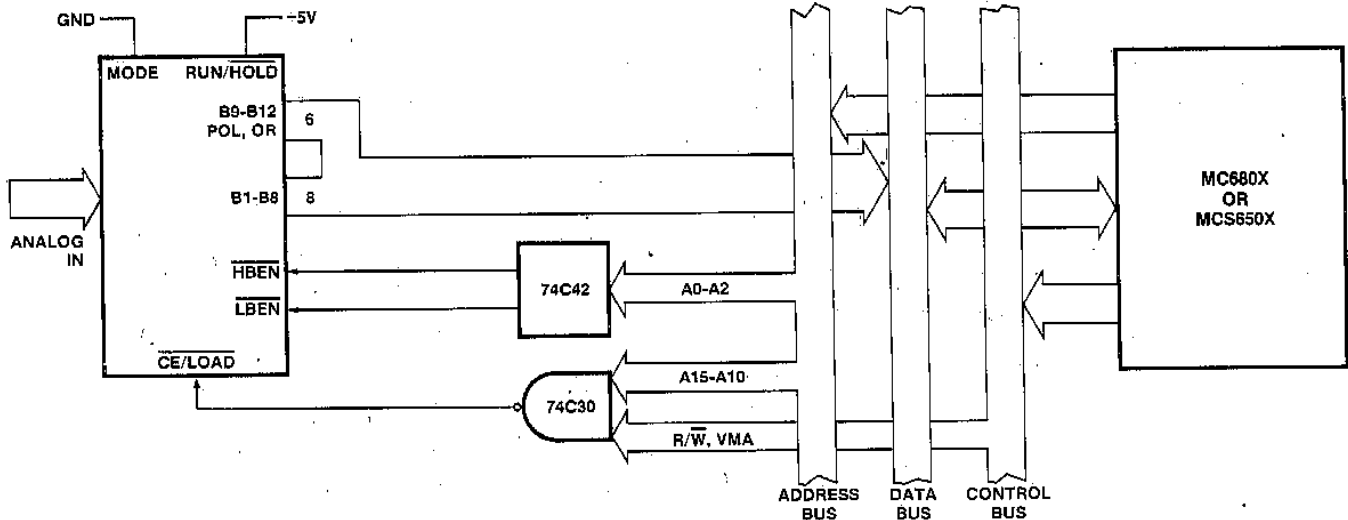 GND
-5V
MODE RUN/HOLD
B9-B12
POL, OR
6
B1-B8
8
ANALOG
IN
HBEN
LBEN
CE/LOAD
74C42
A0-A2
A15-A10
74C30
R/W, VMA
MC680X
OR
MCS650X
ADDRESS
BUS
DATA
BUS
CONTROL
BUS